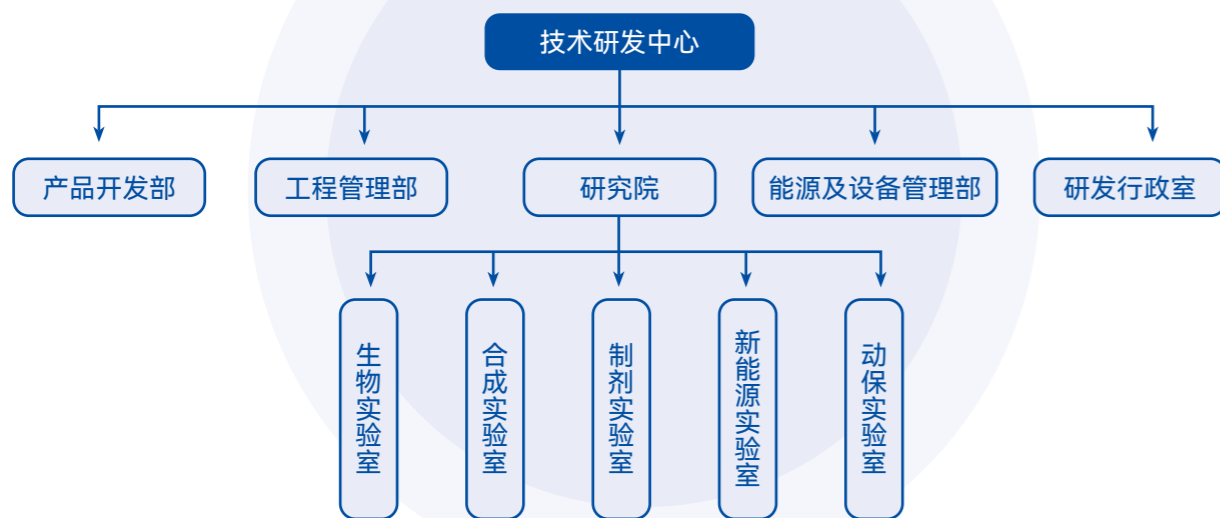 技术研发中心
产品开发部
工程管理部
研究院
能源及设备管理部
研发行政室
生物实验室
合成实验室
制剂实验室
新能源实验室
动保实验室